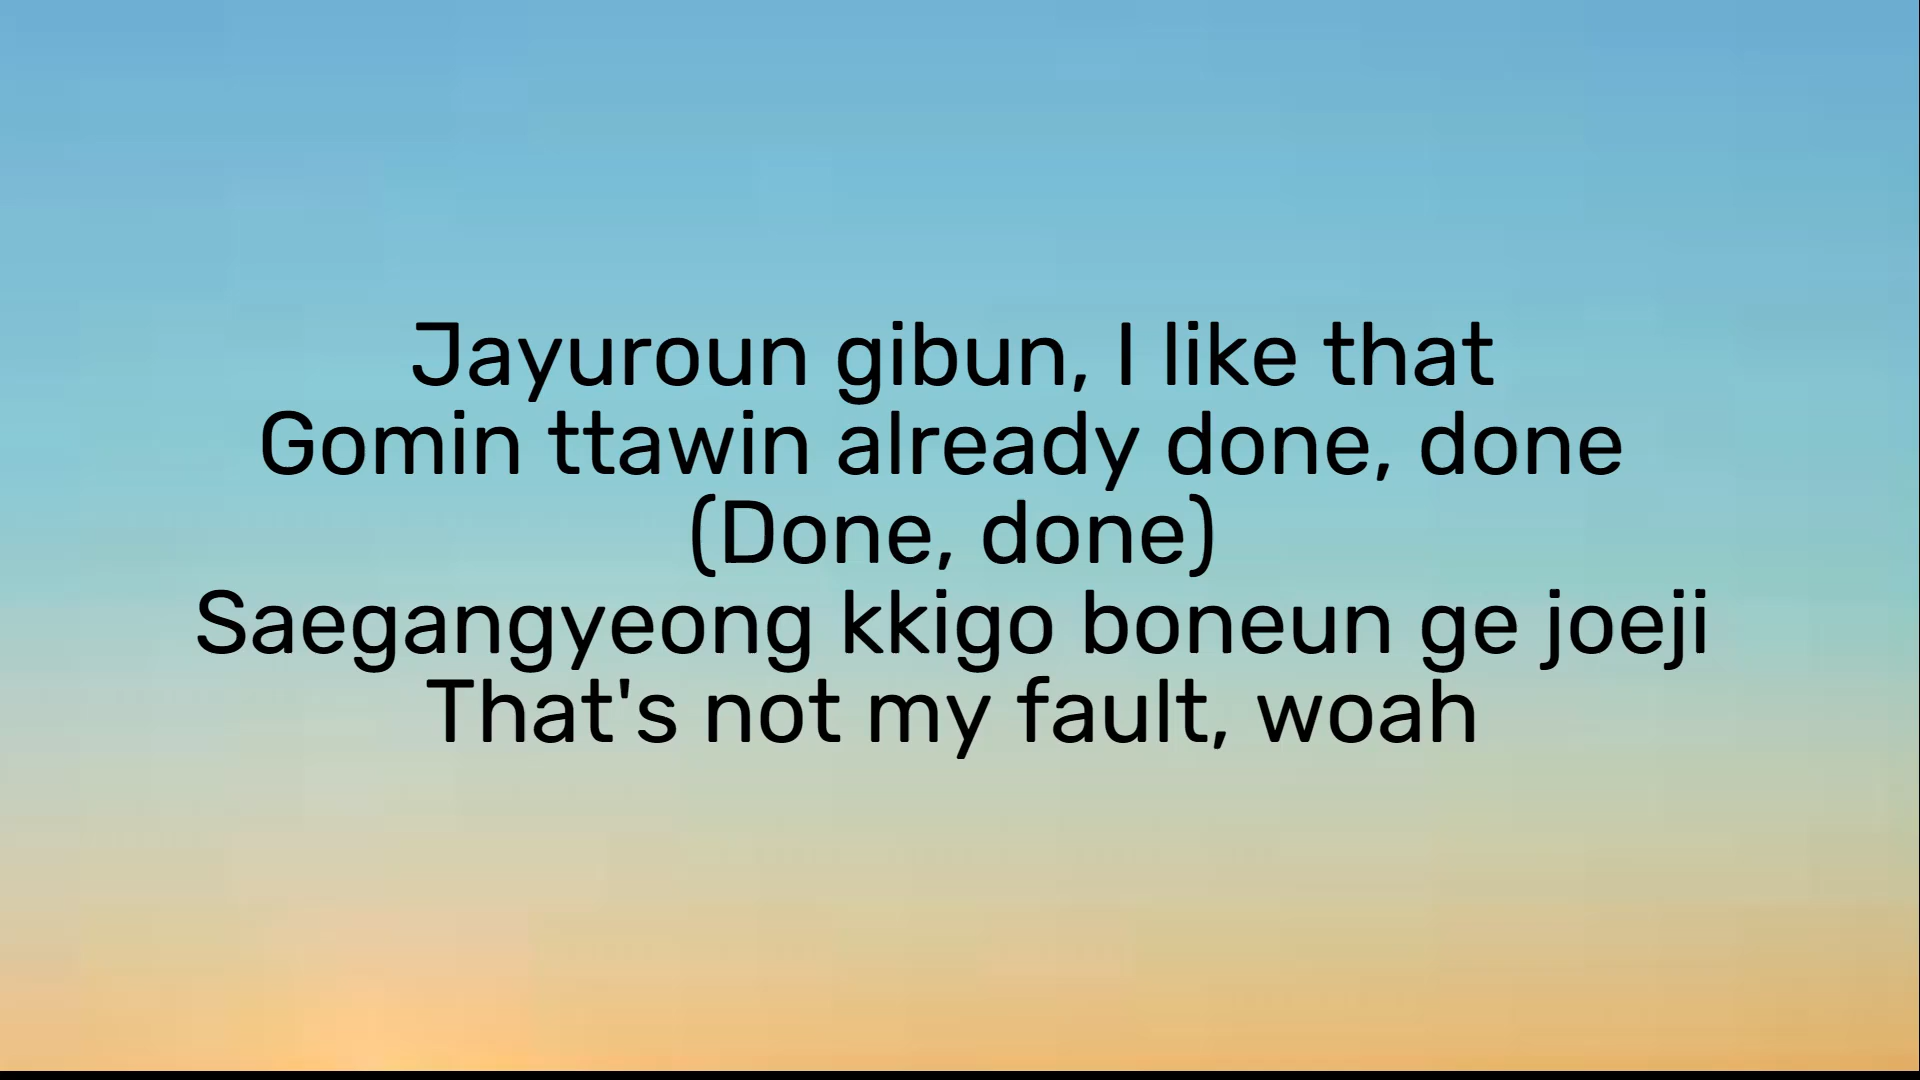 Jayuroun gibun, I like that
Gomin ttawin already done, done
(Done, done)
Saegangyeong kkigo boneun ge joeji
That's not my fault, woah